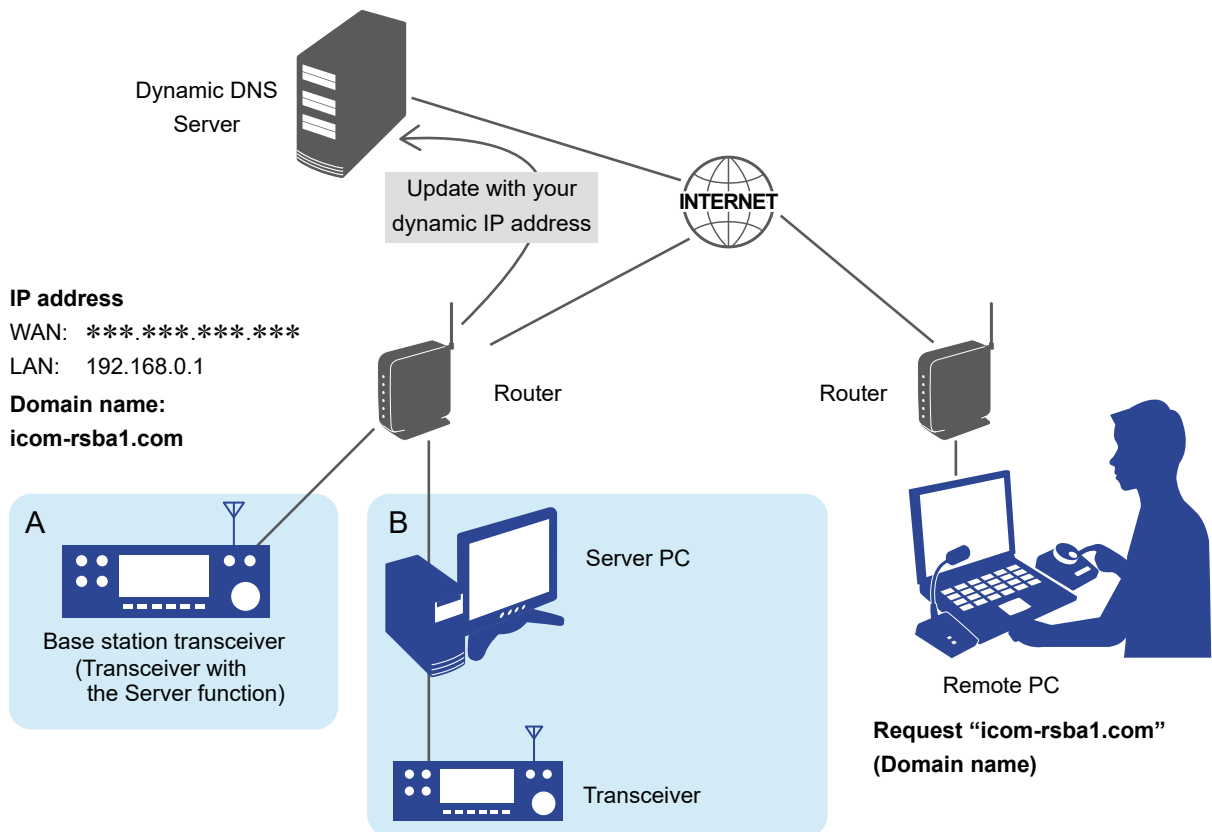 Dynamic DNS
Server
Update with your
dynamic IP address
INTERNET
IP address
WAN: ***.***.***.***
LAN: 192.168.0.1
Domain name:
icom-rsba1.com
Router
Router
A
Base station transceiver
(Transceiver with
the Server function)
B
Server PC
Transceiver
Remote PC
Request “icom-rsba1.com”
(Domain name)